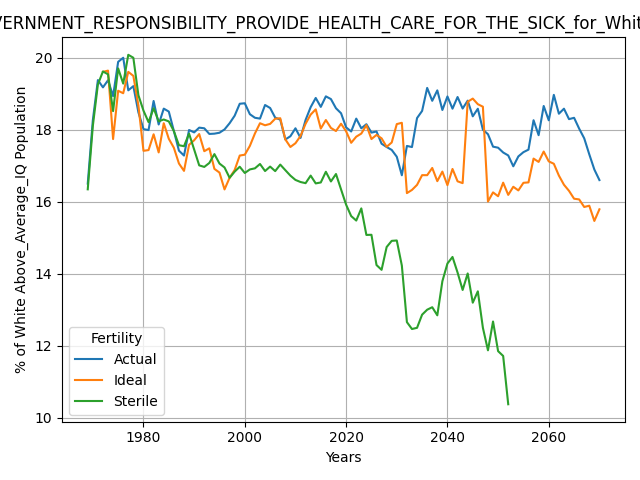 VERNMENT_RESPONSIBILITY_PROVIDE_HEALTH_CARE_FOR_THE_SICK_for_Whit
% of White Above_Average_IQ Population
20
18
16
14
12
10
Fertility
Actual
Ideal
Sterile
1980
2000
2020
2040
2060
Years